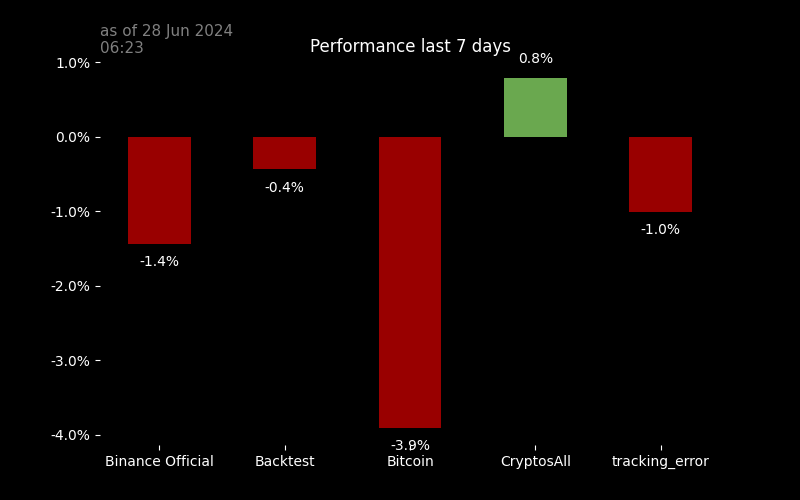 as of 28 Jun 2024
06:23
Performance last 7 days
1.0%
0.0%
-1.0%
-2.0%
-3.0%
-4.0%
-1.4%
-0.4%
-3.9%
0.8%
-1.0%
Binance Official
Backtest
Bitcoin
CryptosAll
tracking_error